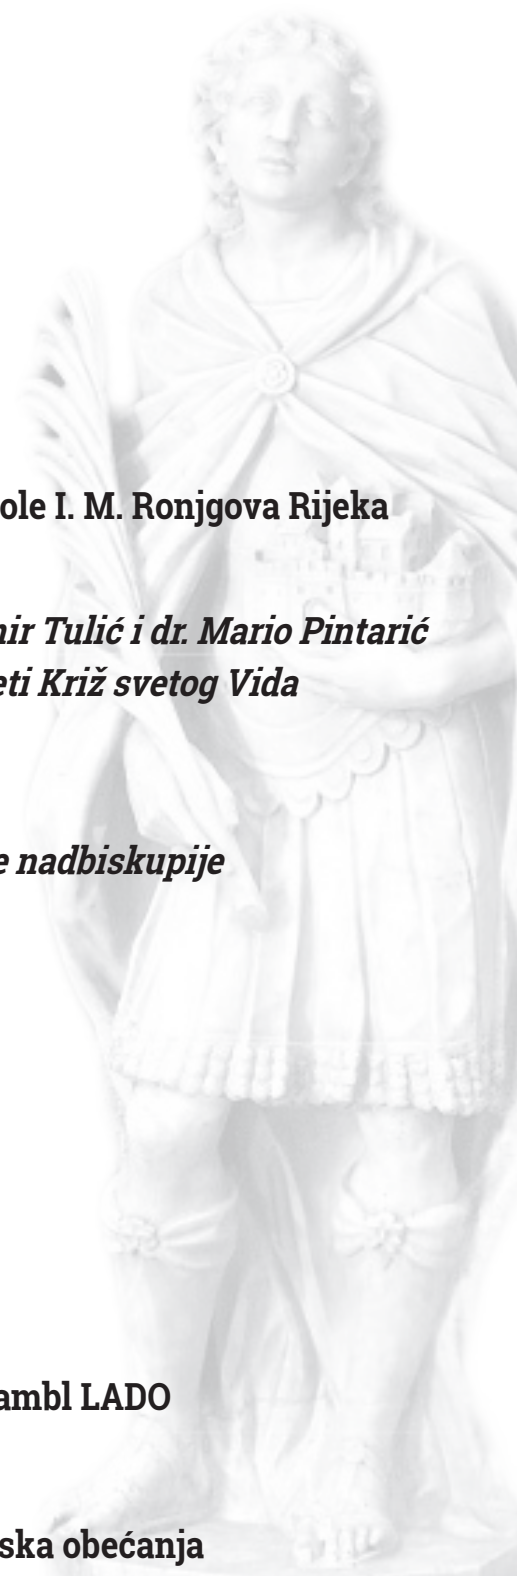 ole I. M. Ronjgova Rijeka
nir Tulić i dr. Mario Pintarić
eti Križ svetog Vida
e nadbiskupije
ambl LADO
ska obećanja